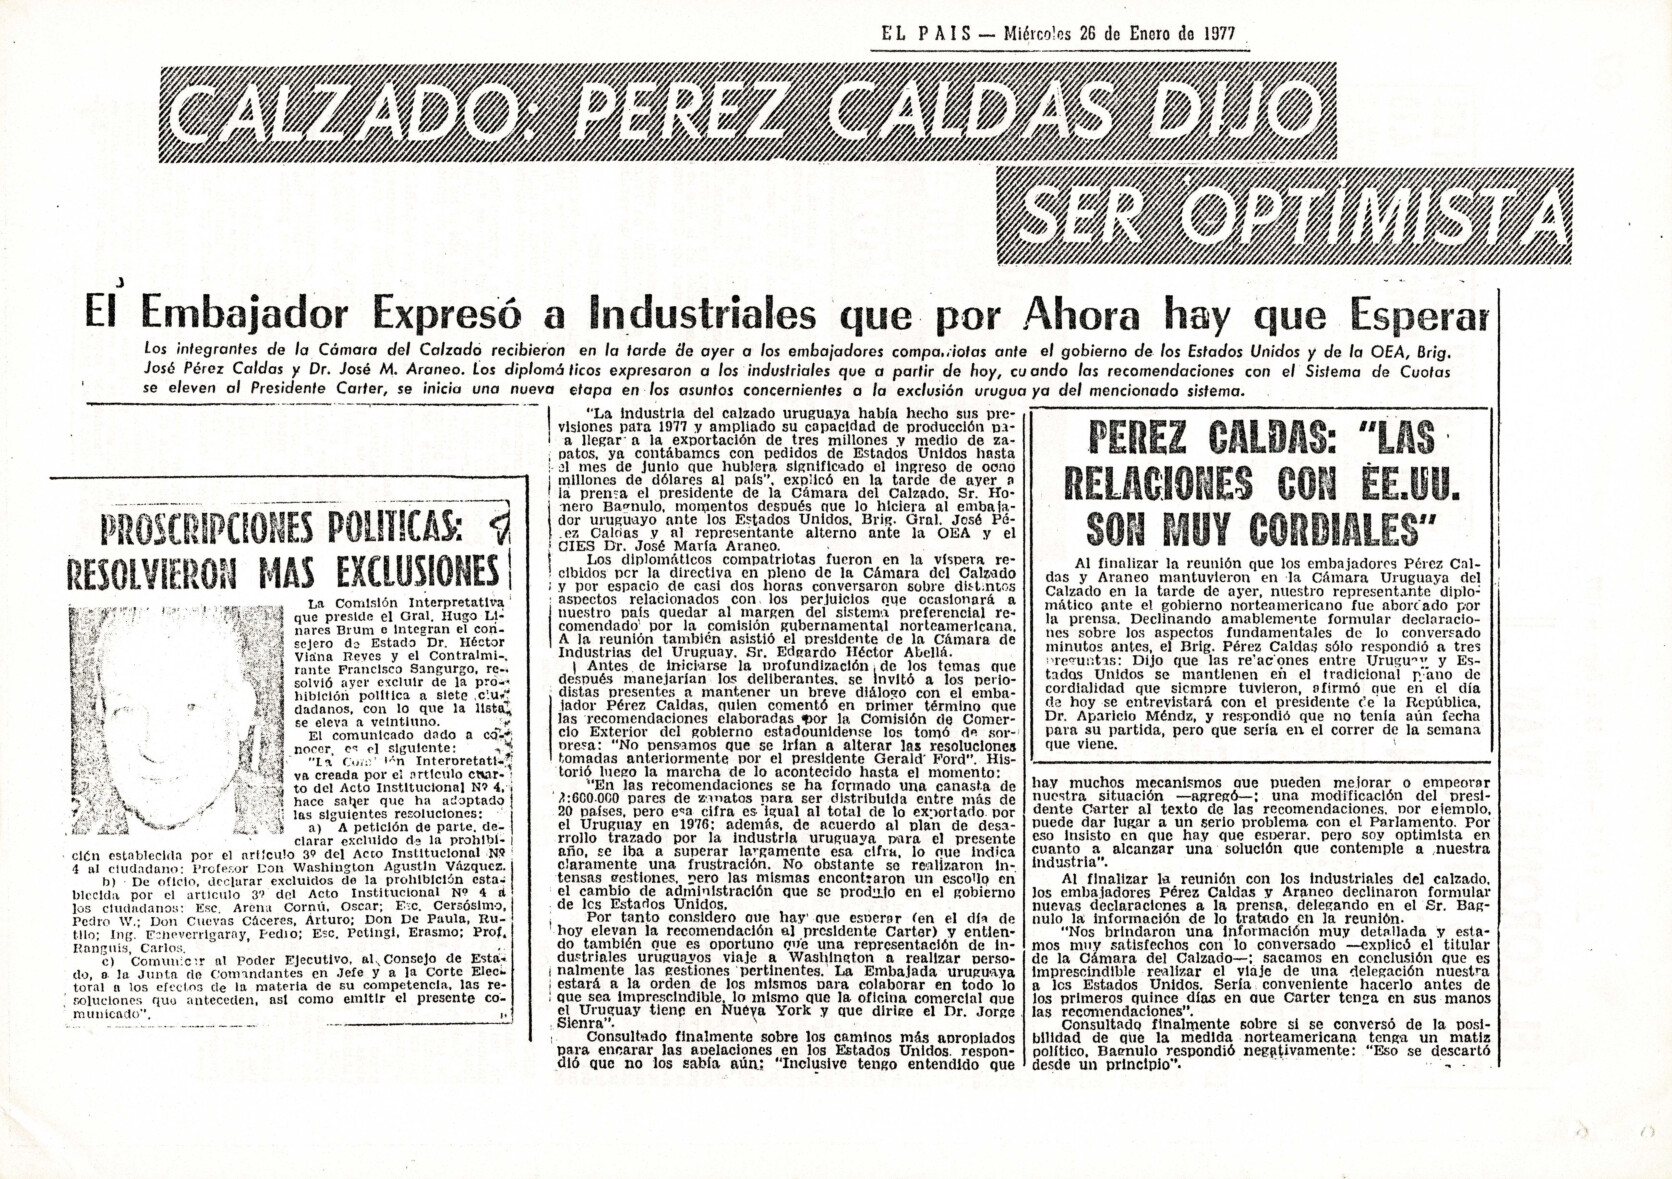 EL PAIS — Miércoles 26 de Enero de 1977
CALZADO: PEREZ CALDAS DIJO
SER OPTIMISTA
El Embajador Expresó a Industriales que por Ahora hay que Esperar
Los integrantes de la Cámara del Calzado recibieron en la tarde de ayer a los embajadores compatriotas ante el gobierno de los Estados Unidos y de la OEA, Brig.
José Pérez Caldas y Dr. José M. Araneo. Los diplomáticos expresaron a los industriales que a partir de hoy, cuando las recomendaciones con el Sistema de Cuotas
se eleven al Presidente Carter, se inicia una nueva etapa en los asuntos concernientes a la exclusión uruguaya del mencionado sistema.
PROSCRIPCIONES POLITICAS:
RESOLVIERON MAS EXCLUSIONES
La Comisión Interpretativa
que preside el Gral. Hugo Li-
nares Brum e integran el con-
sejero de Estado Dr. Héctor
Viana Reyes y el Contralmi-
rante Francisco Sangurgo, re-
solvió ayer excluir de la pro-
hibición política a siete ciu-
dadanos, con lo que la lista
se eleva a veintiuno.
El comunicado dado a co-
nocer, es el siguiente:
"La Comisión Interpretati-
va creada por el artículo cuar-
to del Acto Institucional Nº 4,
hace saber que ha adoptado
las siguientes resoluciones:
a) A petición de parte, de-
clarar excluido de la prohibi-
ción establecida por el artículo 3º del Acto Institucional Nº
4 al ciudadano: Profesor Don Washington Agustín Vázquez.
b) De oficio, declarar excluidos de la prohibición esta-
blecida por el artículo 3º del Acto Institucional Nº 4 a
los ciudadanos: Esc. Arena Cornú, Oscar; Esc. Cersósimo,
Pedro W.; Don Cuevas Cáceres, Arturo; Don De Paula, Ru-
tilo; Ing. Echeverrigaray, Pedro; Esc. Petingi, Erasmo; Prof.
Ranguis, Carlos.
c) Comunicar al Poder Ejecutivo, al Consejo de Esta-
do, a la Junta de Comandantes en Jefe y a la Corte Elec-
toral a los efectos de la materia de su competencia, las re-
soluciones que anteceden, así como emitir el presente co-
municado".
"La industria del calzado uruguaya había hecho sus pre-
visiones para 1977 y ampliado su capacidad de producción pa-
a llegar a la exportación de tres millones y medio de za-
patos, ya contábamos con pedidos de Estados Unidos hasta
el mes de junio que hubiera significado el ingreso de ocho
millones de dólares al país", explicó en la tarde de ayer a
la prensa el presidente de la Cámara del Calzado, Sr. Ho-
mero Bagnulo, momentos después que lo hiciera al embaja-
dor uruguayo ante los Estados Unidos, Brig. Gral. José Pé-
rez Caldas y al representante alterno ante la OEA y el
CIES Dr. José María Araneo.
Los diplomáticos compatriotas fueron en la víspera re-
cibidos por la directiva en pleno de la Cámara del Calzado
y por espacio de casi dos horas conversaron sobre distintos
aspectos relacionados con los perjuicios que ocasionará a
nuestro país quedar al margen del sistema preferencial re-
comendado por la comisión gubernamental norteamericana.
A la reunión también asistió el presidente de la Cámara de
Industrias del Uruguay, Sr. Edgardo Héctor Abellá.
Antes de iniciarse la profundización de los temas que
después manejarían los deliberantes, se invitó a los perio-
distas presentes a mantener un breve diálogo con el emba-
jador Pérez Caldas, quien comentó en primer término que
las recomendaciones elaboradas por la Comisión de Comer-
cio Exterior del gobierno estadounidense los tomó de sor-
presa: "No pensamos que se irían a alterar las resoluciones
tomadas anteriormente por el presidente Gerald Ford". His-
torió luego la marcha de lo acontecido hasta el momento:
"En las recomendaciones se ha formado una canasta de
2:600.000 pares de zapatos para ser distribuida entre más de
20 países, pero esa cifra es igual al total de lo exportado por
el Uruguay en 1976; además, de acuerdo al plan de desa-
rrollo trazado por la industria uruguaya para el presente
año, se iba a superar largamente esa cifra, lo que indica
claramente una frustración. No obstante se realizaron in-
tensas gestiones, pero las mismas encontraron un escollo en
el cambio de administración que se produjo en el gobierno
de los Estados Unidos.
Por tanto considero que hay que esperar (en el día de
hoy elevan la recomendación al presidente Carter) y entien-
do también que es oportuno que una representación de in-
dustriales uruguayos viaje a Washington a realizar perso-
nalmente las gestiones pertinentes. La Embajada uruguaya
estará a la orden de los mismos para colaborar en todo lo
que sea imprescindible, lo mismo que la oficina comercial que
el Uruguay tiene en Nueva York y que dirige el Dr. Jorge
Sienra".
Consultado finalmente sobre los caminos más apropiados
para encarar las apelaciones en los Estados Unidos, respon-
dió que no los sabía aún; "Inclusive tengo entendido que
PEREZ CALDAS: "LAS
RELACIONES CON EE.UU.
SON MUY CORDIALES"
Al finalizar la reunión que los embajadores Pérez Cal-
das y Araneo mantuvieron en la Cámara Uruguaya del
Calzado en la tarde de ayer, nuestro representante diplo-
mático ante el gobierno norteamericano fue abordado por
la prensa. Declinando amablemente formular declaracio-
nes sobre los aspectos fundamentales de lo conversado
minutos antes, el Brig. Pérez Caldas sólo respondió a tres
preguntas: Dijo que las relaciones entre Uruguay y Es-
tados Unidos se mantienen en el tradicional plano de
cordialidad que siempre tuvieron, afirmó que en el día
de hoy se entrevistará con el presidente de la República,
Dr. Aparicio Méndz, y respondió que no tenía aún fecha
para su partida, pero que sería en el correr de la semana
que viene.
hay muchos mecanismos que pueden mejorar o empeorar
nuestra situación —agregó—; una modificación del presi-
dente Carter al texto de las recomendaciones, por ejemplo,
puede dar lugar a un serio problema con el Parlamento. Por
eso insisto en que hay que esperar, pero soy optimista en
cuanto a alcanzar una solución que contemple a nuestra
industria".
Al finalizar la reunión con los industriales del calzado,
los embajadores Pérez Caldas y Araneo declinaron formular
nuevas declaraciones a la prensa, delegando en el Sr. Bag-
nulo la información de lo tratado en la reunión.
"Nos brindaron una información muy detallada y esta-
mos muy satisfechos con lo conversado —explicó el titular
de la Cámara del Calzado—; sacamos en conclusión que es
imprescindible realizar el viaje de una delegación nuestra
a los Estados Unidos. Sería conveniente hacerlo antes de
los primeros quince días en que Carter tenga en sus manos
las recomendaciones".
Consultado finalmente sobre si se conversó de la posi-
bilidad de que la medida norteamericana tenga un matiz
político, Bagnulo respondió negativamente: "Eso se descartó
desde un principio".